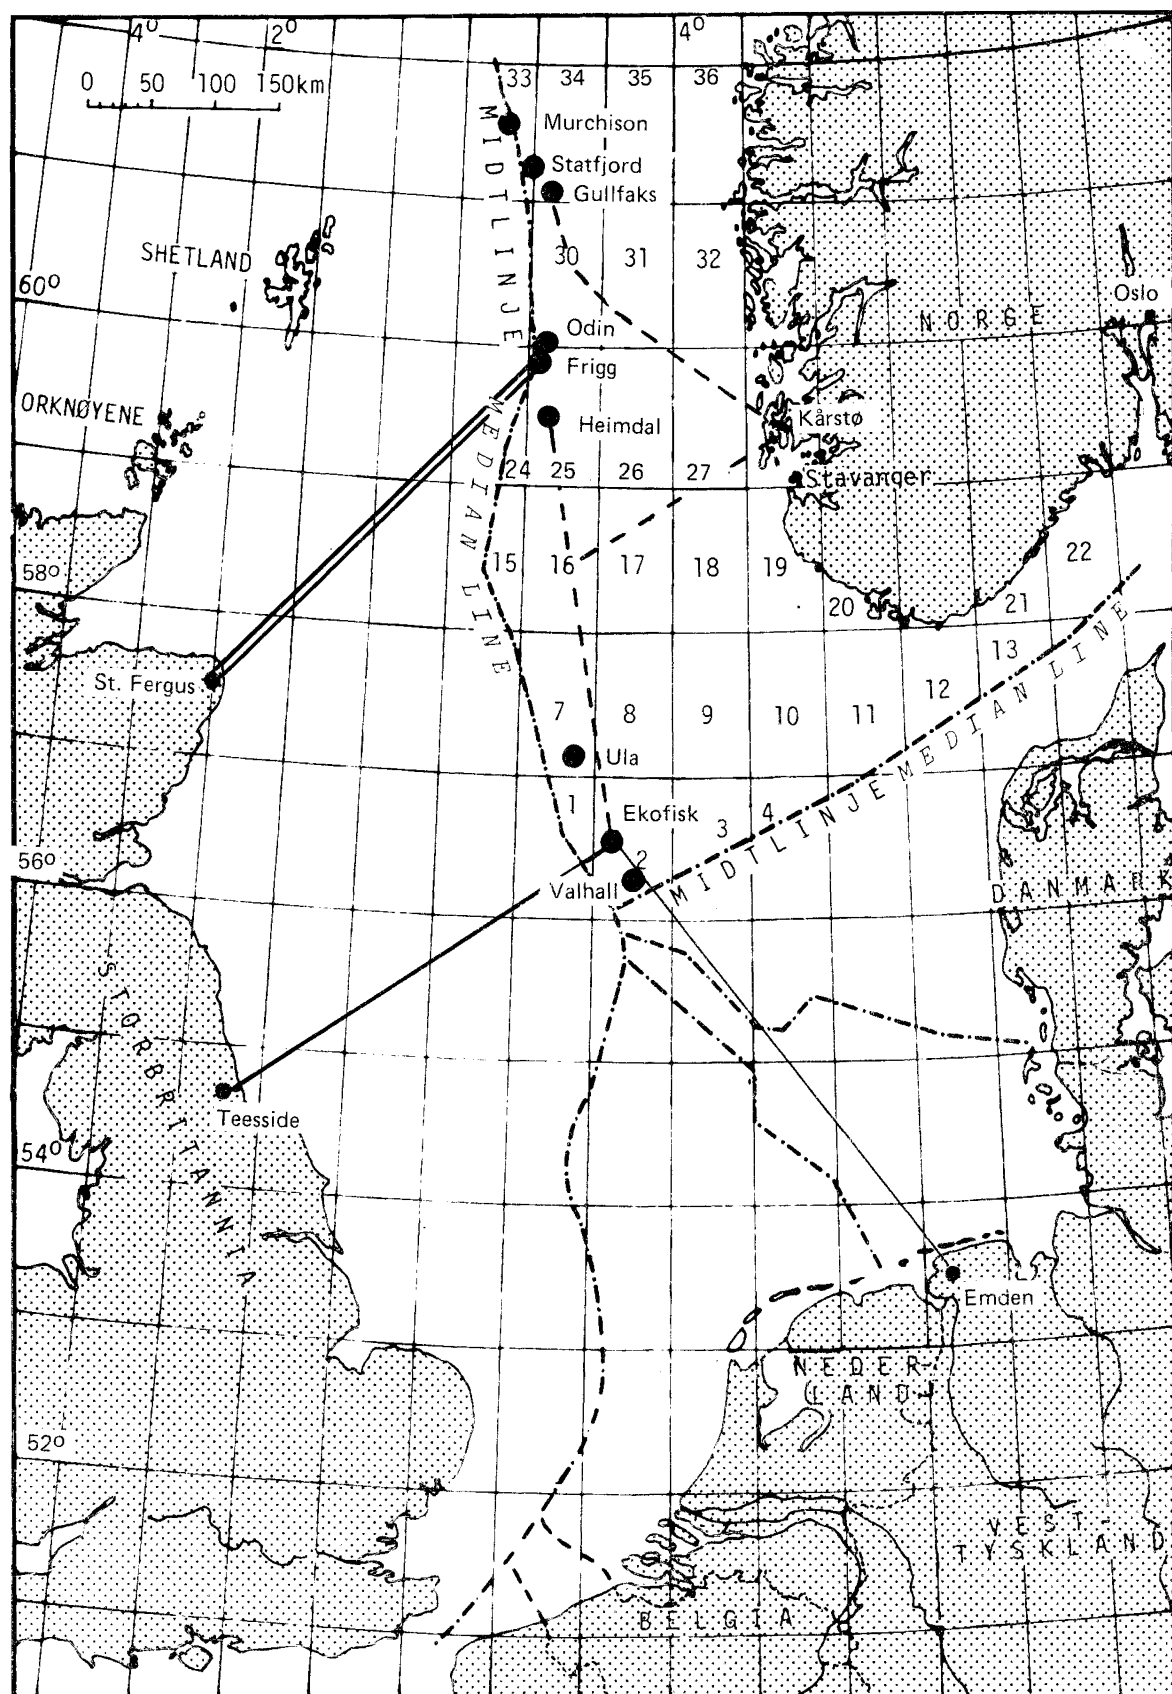 4° 2° 4°
0 50 100 150km
33 34 35 36
Murchison
Statfjord
Gullfaks
MIDTLINJE
SHETLAND
30 31 32
60°
Oslo
NORGE
Odin
Frigg
ORKNØYENE
Heimdal
Kårstø
24 25 26 27
Stavanger
MEDIAN LINE
58°
15 16 17 18 19
20 21 22
13
St. Fergus
12
7 8 9 10 11
Ula
1
Ekofisk
3 4
2
Valhall
MIDTLINJE MEDIAN LINE
56°
DANMARK
STORBRITANNIA
Teesside
54°
Emden
NEDER-
LAND
52°
VEST-
TYSKLAND
BELGIA